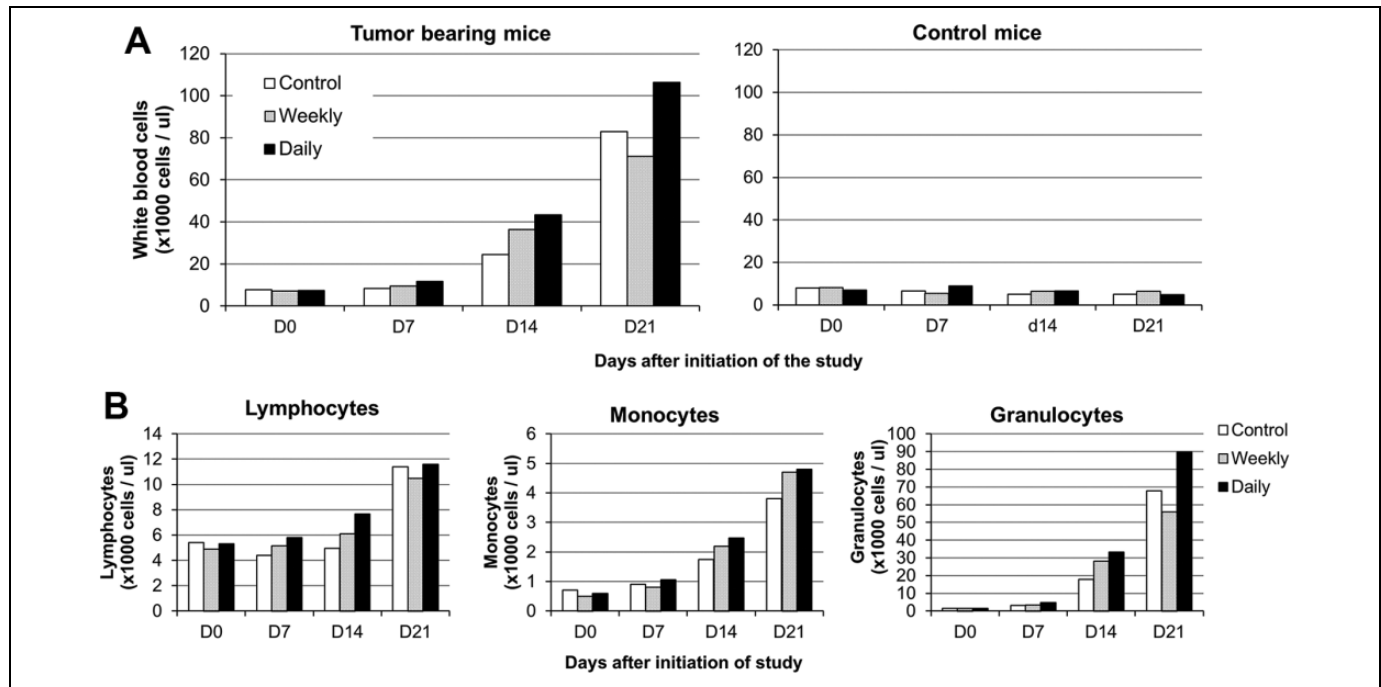 A
Tumor bearing mice
Control mice
White blood cells
(x1000 cells / ul)
120
100
80
60
40
20
0
Control
Weekly
Daily
D0 D7 D14 D21
120
100
80
60
40
20
0
D0 D7 d14 D21
Days after initiation of the study
B
Lymphocytes
Monocytes
Granulocytes
Lymphocytes
(x1000 cells / ul)
14
12
10
8
6
4
2
0
D0 D7 D14 D21
Monocytes
(x1000 cells / ul)
6
5
4
3
2
1
0
D0 D7 D14 D21
Granulocytes
(x1000 cells / ul)
100
90
80
70
60
50
40
30
20
10
0
D0 D7 D14 D21
Control
Weekly
Daily
Days after initiation of study